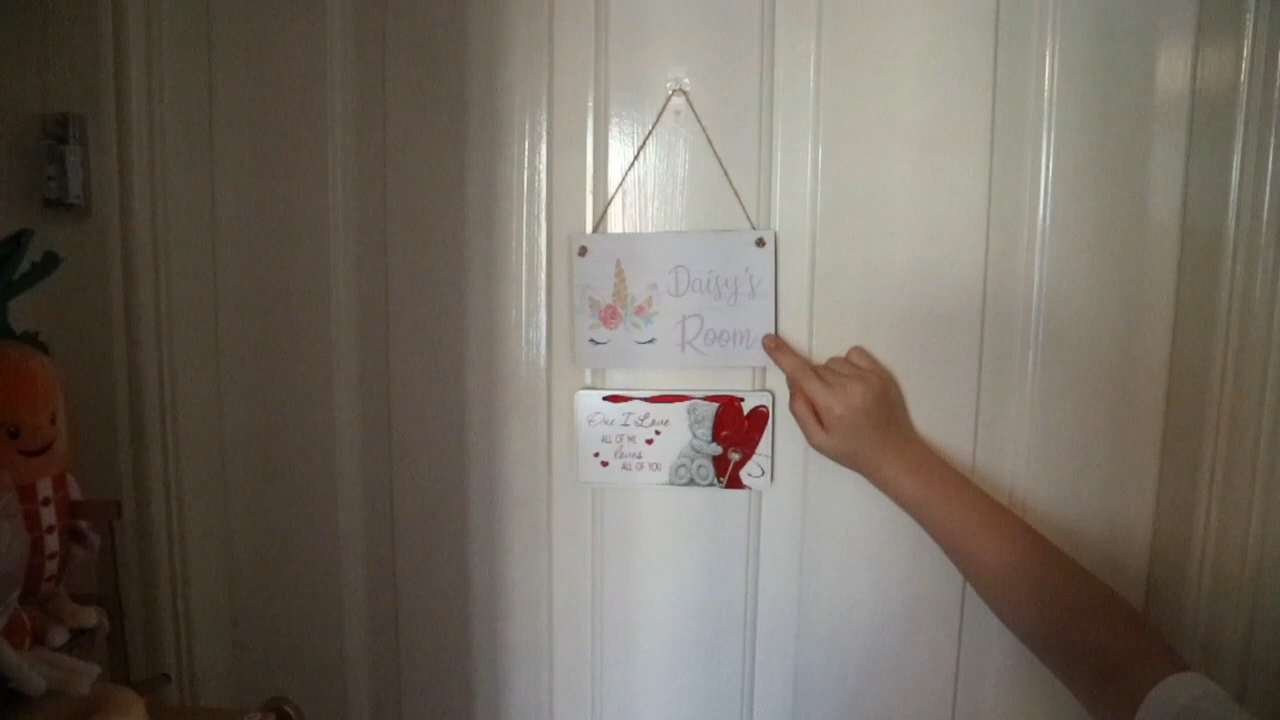 Daisy's
Room
One I Love
ALL OF ME
loves
ALL OF YOU